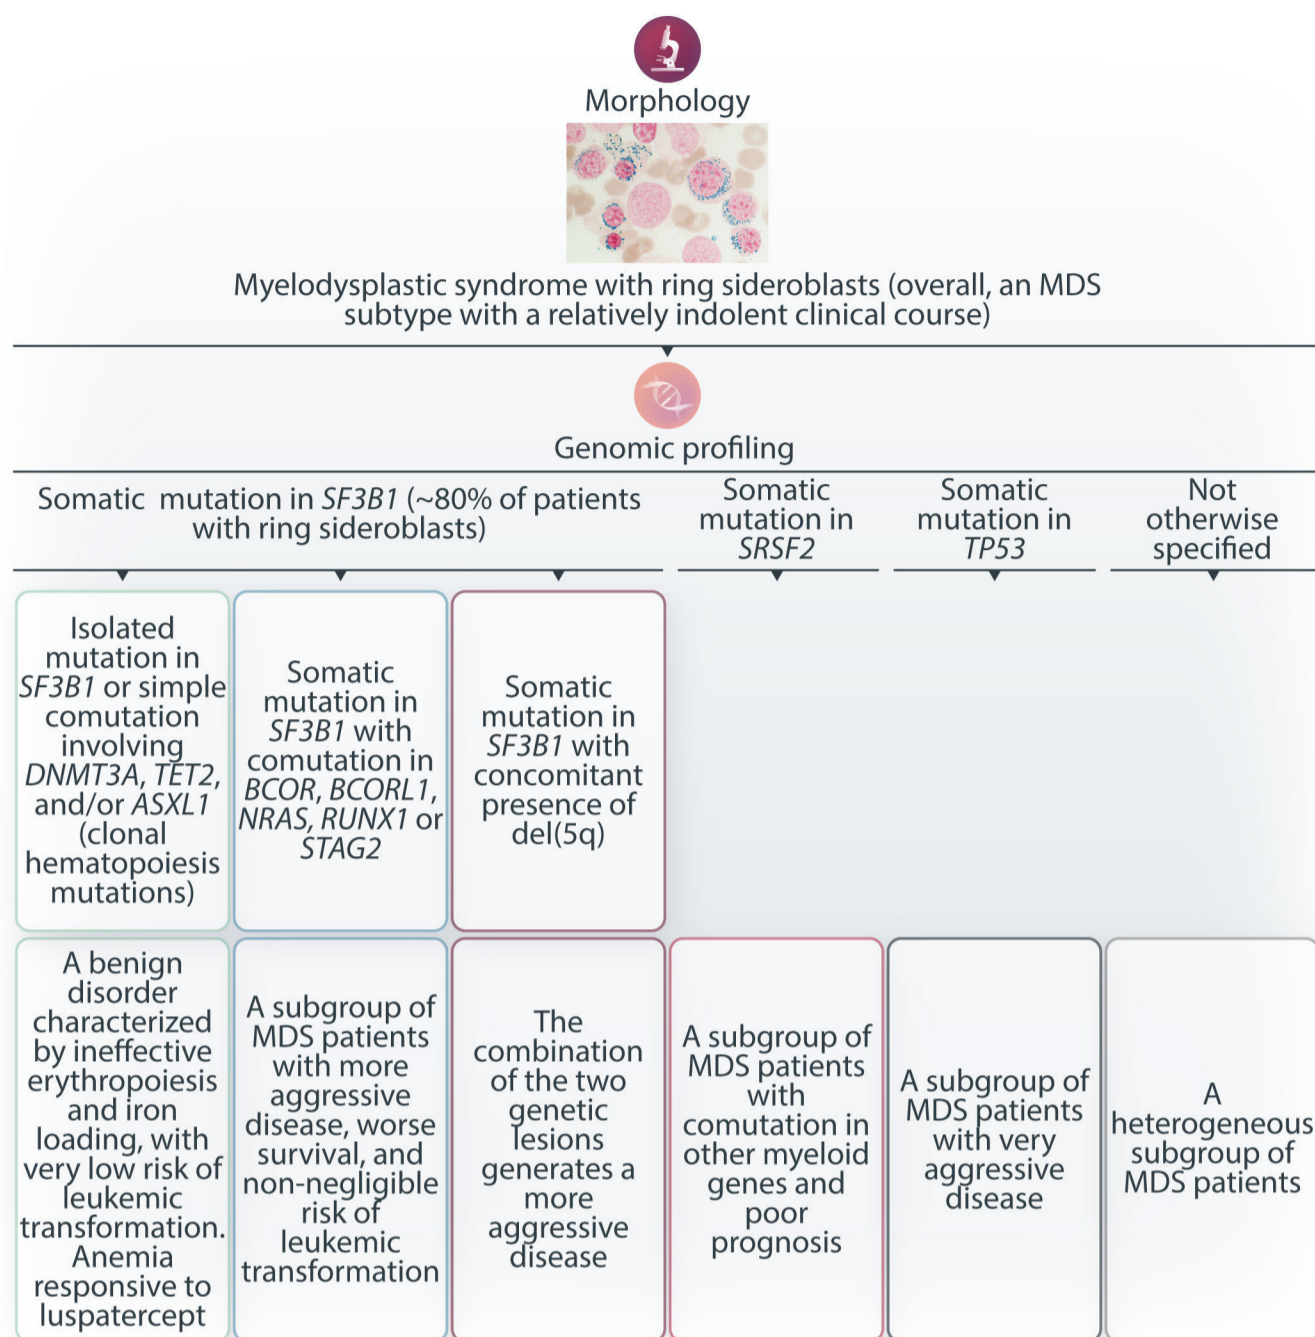 Morphology
Myelodysplastic syndrome with ring sideroblasts (overall, an MDS
subtype with a relatively indolent clinical course)
Genomic profiling
Somatic mutation in SF3B1 (~80% of patients
with ring sideroblasts)
Somatic
mutation in
SRSF2
Somatic
mutation in
TP53
Not
otherwise
specified
Isolated
mutation in
SF3B1 or simple
comutation
involving
DNMT3A, TET2,
and/or ASXL1
(clonal
hematopoiesis
mutations)
Somatic
mutation in
SF3B1 with
comutation in
BCOR, BCORL1,
NRAS, RUNX1 or
STAG2
Somatic
mutation in
SF3B1 with
concomitant
presence of
del(5q)
A benign
disorder
characterized
by ineffective
erythropoiesis
and iron
loading, with
very low risk of
leukemic
transformation.
Anemia
responsive to
luspatercept
A subgroup of
MDS patients
with more
aggressive
disease, worse
survival, and
non-negligible
risk of
leukemic
transformation
The
combination
of the two
genetic
lesions
generates a
more
aggressive
disease
A subgroup of
MDS patients
with
comutation in
other myeloid
genes and
poor
prognosis
A subgroup of
MDS patients
with very
aggressive
disease
A
heterogeneous
subgroup of
MDS patients